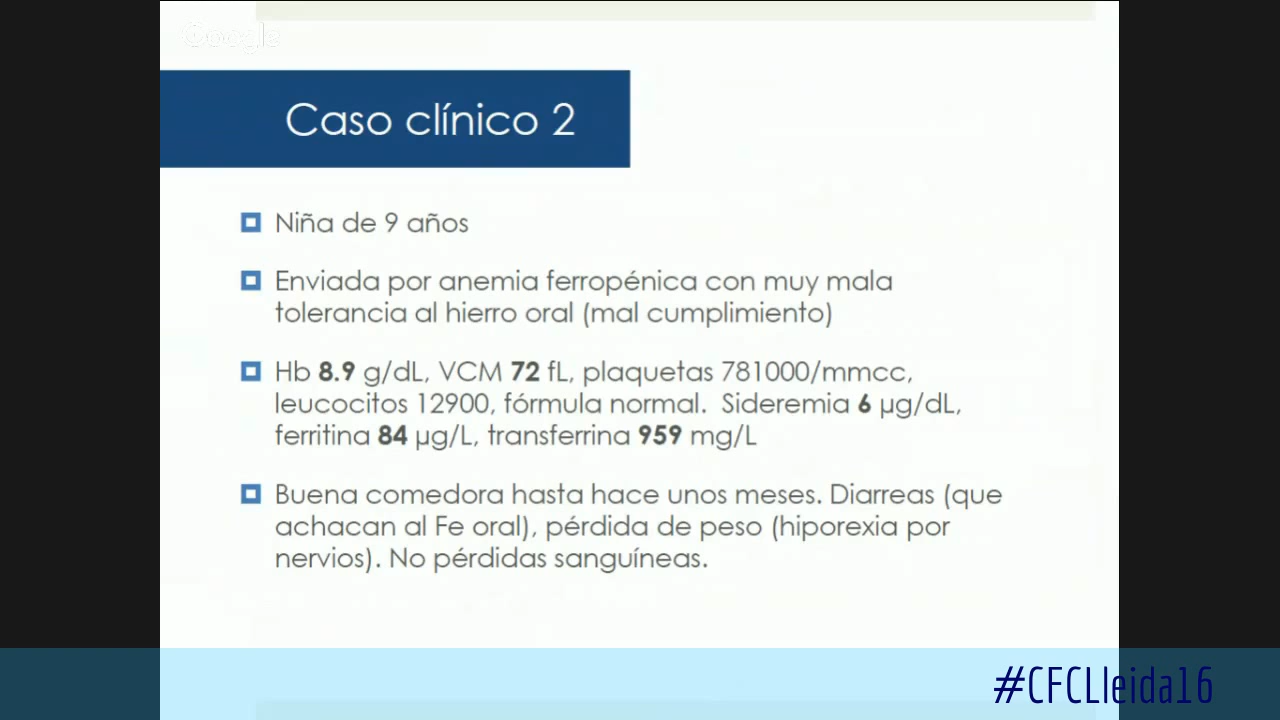 Google
Caso clínico 2
Niña de 9 años
Enviada por anemia ferropénica con muy mala
tolerancia al hierro oral (mal cumplimiento)
Hb 8.9 g/dL, VCM 72 fL, plaquetas 781000/mmcc,
leucocitos 12900, fórmula normal. Sideremia 6 µg/dL,
ferritina 84 µg/L, transferrina 959 mg/L
Buena comedora hasta hace unos meses. Diarreas (que
achacan al Fe oral), pérdida de peso (hiporexia por
nervios). No pérdidas sanguíneas.
#CFCLleida16